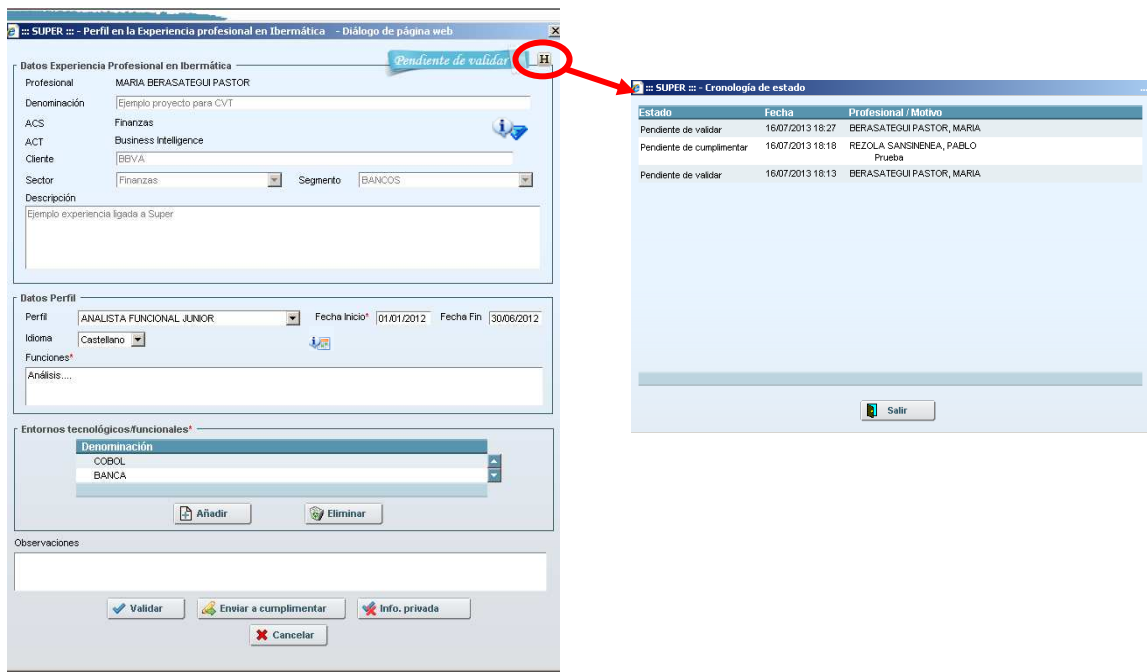 ::: SUPER ::: - Perfil en la Experiencia profesional en Ibermática - Diálogo de página web
Pendiente de validar
H
Datos Experiencia Profesional en Ibermática
Profesional MARIA BERASATEGUI PASTOR
Denominación Ejemplo proyecto para CVT
ACS Finanzas
ACT Business Intelligence
Cliente BBVA
Sector Finanzas Segmento BANCOS
Descripción
Ejemplo experiencia ligada a Super
Datos Perfil
Perfil ANALISTA FUNCIONAL JUNIOR Fecha Inicio* 01/01/2012 Fecha Fin 30/06/2012
Idioma Castellano
Funciones*
Análisis....
Entornos tecnológicos/funcionales*
Denominación
COBOL
BANCA
Añadir Eliminar
Observaciones
Validar Enviar a cumplimentar Info. privada
Cancelar
::: SUPER ::: - Cronología de estado
Estado Fecha Profesional / Motivo
Pendiente de validar 16/07/2013 18:27 BERASATEGUI PASTOR, MARIA
Pendiente de cumplimentar 16/07/2013 18:18 REZOLA SANSINENEA, PABLO
Prueba
Pendiente de validar 16/07/2013 18:13 BERASATEGUI PASTOR, MARIA
Salir